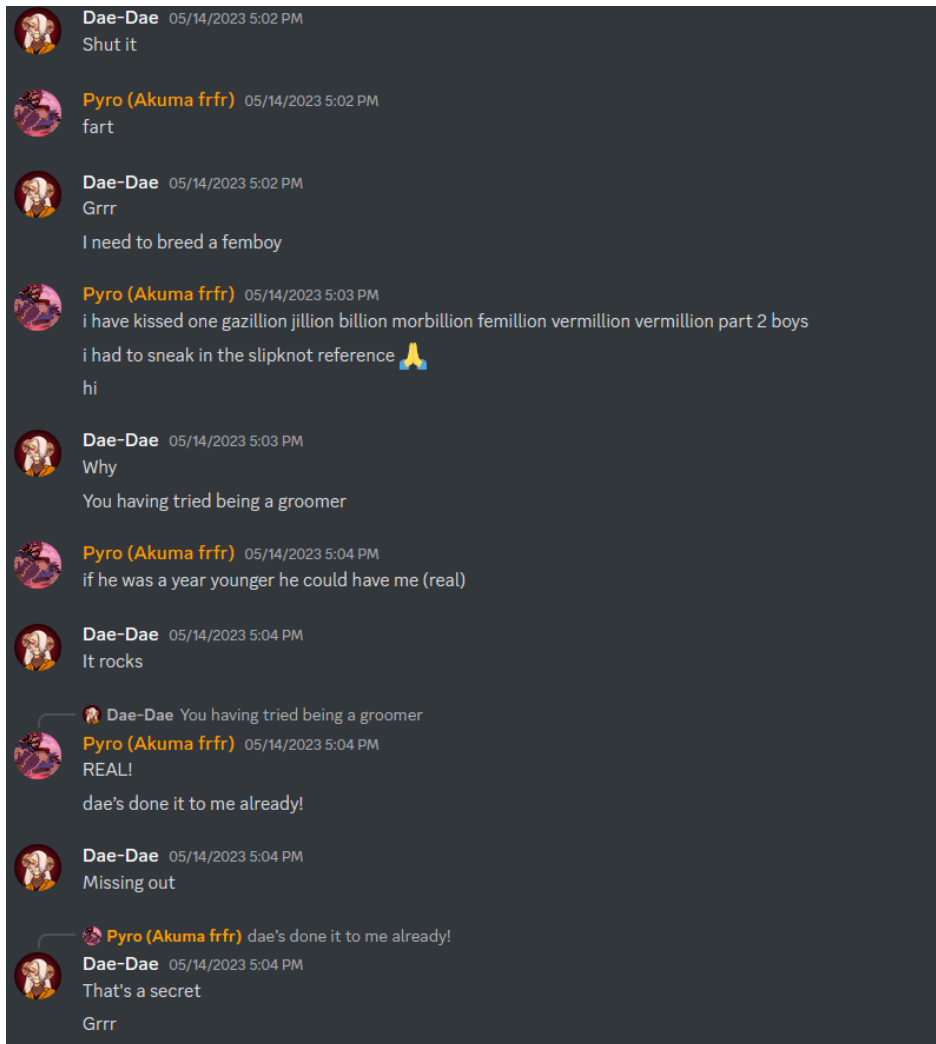 Dae-Dae 05/14/2023 5:02 PM
Shut it
Pyro (Akuma frfr) 05/14/2023 5:02 PM
fart
Dae-Dae 05/14/2023 5:02 PM
Grrr
I need to breed a femboy
Pyro (Akuma frfr) 05/14/2023 5:03 PM
i have kissed one gazillion jillion billion morbillion femillion vermillion vermillion part 2 boys
i had to sneak in the slipknot reference 🙏
hi
Dae-Dae 05/14/2023 5:03 PM
Why
You having tried being a groomer
Pyro (Akuma frfr) 05/14/2023 5:04 PM
if he was a year younger he could have me (real)
Dae-Dae 05/14/2023 5:04 PM
It rocks
Dae-Dae You having tried being a groomer
Pyro (Akuma frfr) 05/14/2023 5:04 PM
REAL!
dae's done it to me already!
Dae-Dae 05/14/2023 5:04 PM
Missing out
Pyro (Akuma frfr) dae's done it to me already!
Dae-Dae 05/14/2023 5:04 PM
That's a secret
Grrr